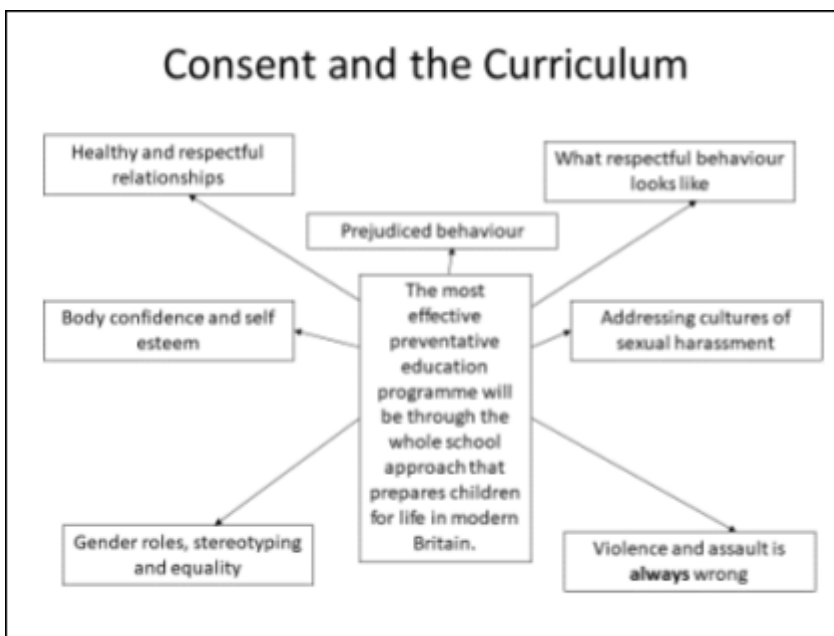 Consent and the Curriculum
Healthy and respectful
relationships
What respectful behaviour
looks like
Prejudiced behaviour
The most
effective
preventative
education
programme will
be through the
whole school
approach that
prepares children
for life in modern
Britain.
Body confidence and self
esteem
Addressing cultures of
sexual harassment
Gender roles, stereotyping
and equality
Violence and assault is
always wrong